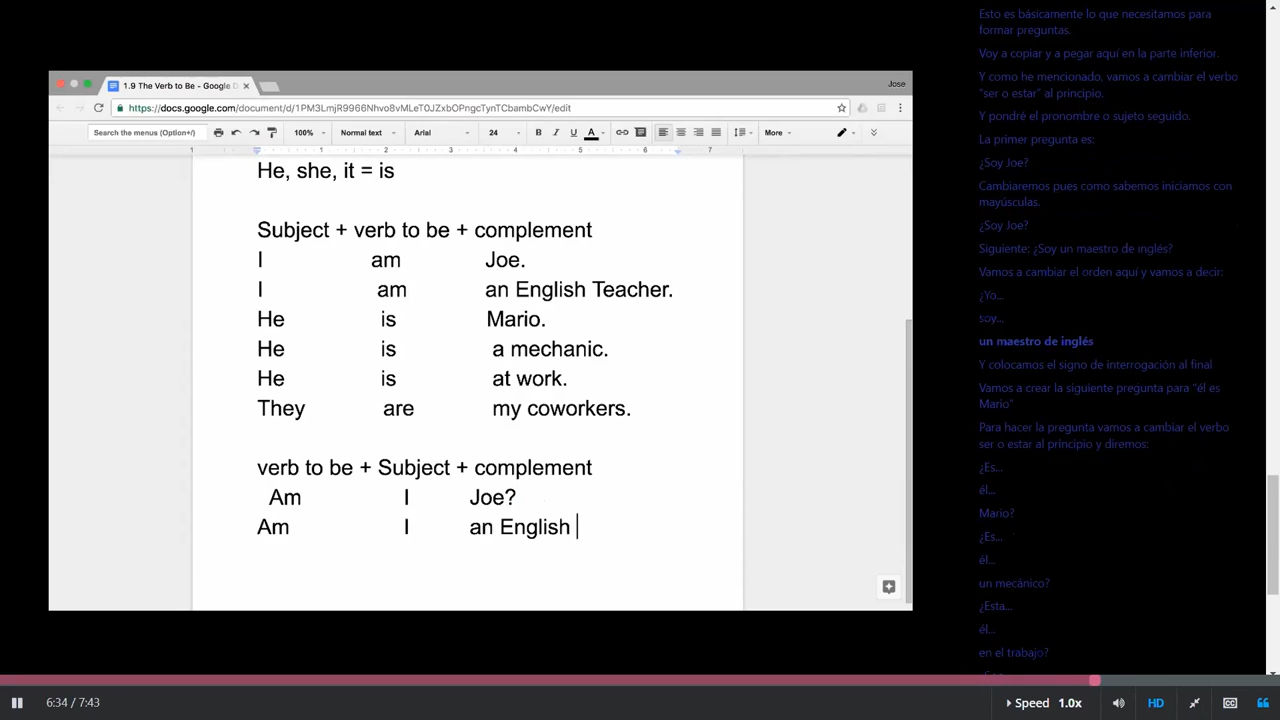 1.9 The Verb to Be - Google D
Jose
https://docs.google.com/document/d/1PM3LmjR9966Nhvo8vMLeT0JZxbOPngcTynTCbambCwY/edit
Search the menus (Option+/) 100% Normal text Arial 24 B I U A More
1 1 2 3 4 5 6 7
He, she, it = is
Subject + verb to be + complement
I am Joe.
I am an English Teacher.
He is Mario.
He is a mechanic.
He is at work.
They are my coworkers.
verb to be + Subject + complement
Am I Joe?
Am I an English
Esto es básicamente lo que necesitamos para
formar preguntas.
Voy a copiar y a pegar aquí en la parte inferior.
Y como he mencionado, vamos a cambiar el verbo
"ser o estar" al principio.
Y pondré el pronombre o sujeto seguido.
La primer pregunta es:
¿Soy Joe?
Cambiaremos pues como sabemos iniciamos con
mayúsculas.
¿Soy Joe?
Siguiente: ¿Soy un maestro de inglés?
Vamos a cambiar el orden aquí y vamos a decir:
¿Yo...
soy...
un maestro de inglés
Y colocamos el signo de interrogación al final
Vamos a crear la siguiente pregunta para "él es
Mario"
Para hacer la pregunta vamos a cambiar el verbo
ser o estar al principio y diremos:
¿Es...
él...
Mario?
¿Es...
él...
un mecánico?
¿Esta...
él...
en el trabajo?
6:34 / 7:43
Speed 1.0x
HD
CC